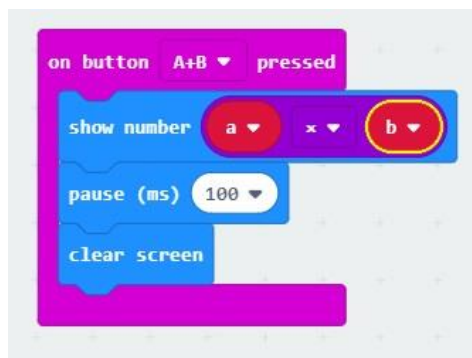 on button A+B pressed
show number a × b
pause (ms) 100
clear screen